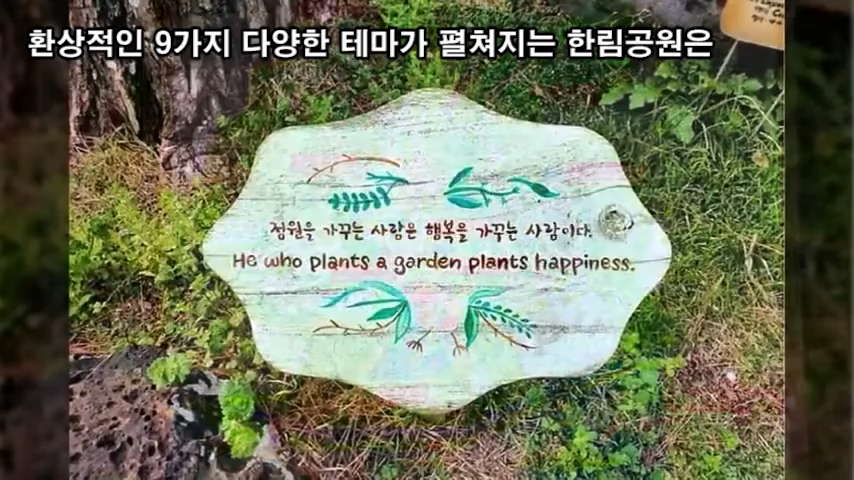 환상적인 9가지 다양한 테마가 펼쳐지는 한림공원은
정원을 가꾸는 사람은 행복을 가꾸는 사람이다.
He who plants a garden plants happiness.